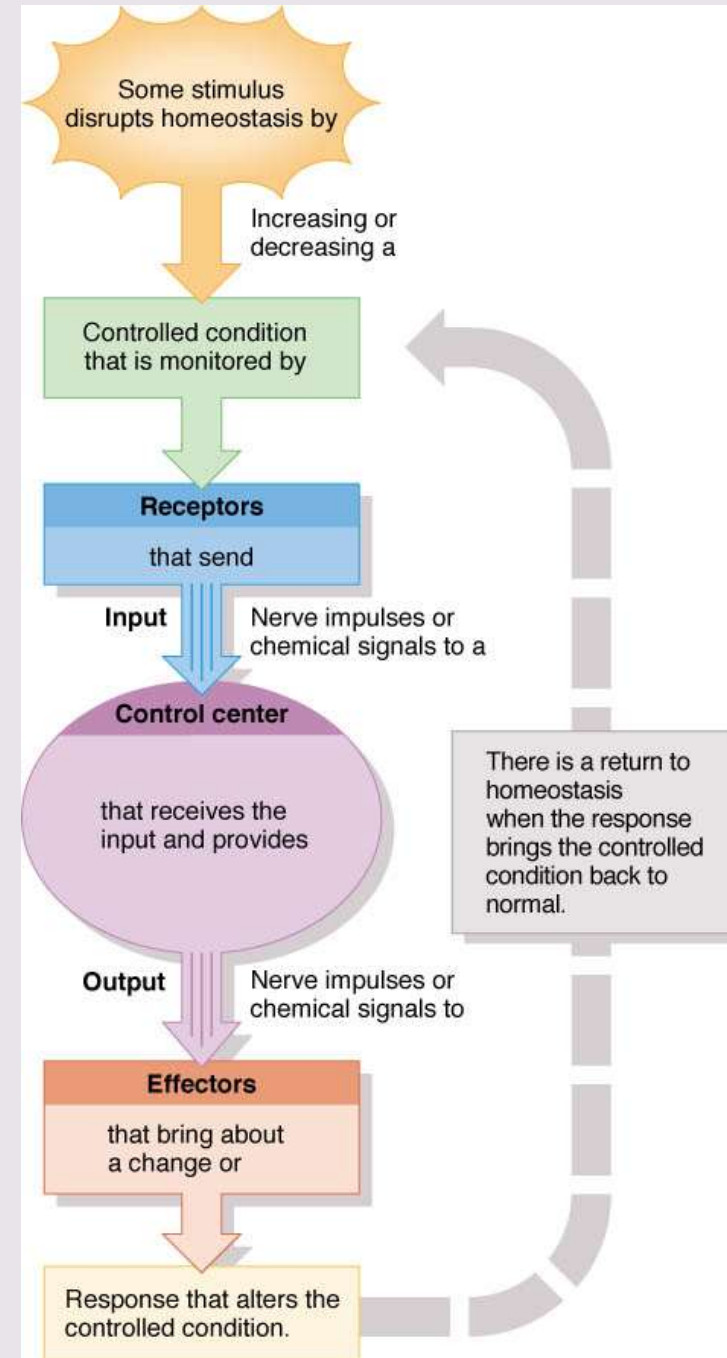 Some stimulus
disrupts homeostasis by
Increasing or
decreasing a
Controlled condition
that is monitored by
Receptors
that send
Input
Nerve impulses or
chemical signals to a
Control center
that receives the
input and provides
There is a return to
homeostasis
when the response
brings the controlled
condition back to
normal.
Output
Nerve impulses or
chemical signals to
Effectors
that bring about
a change or
Response that alters the
controlled condition.